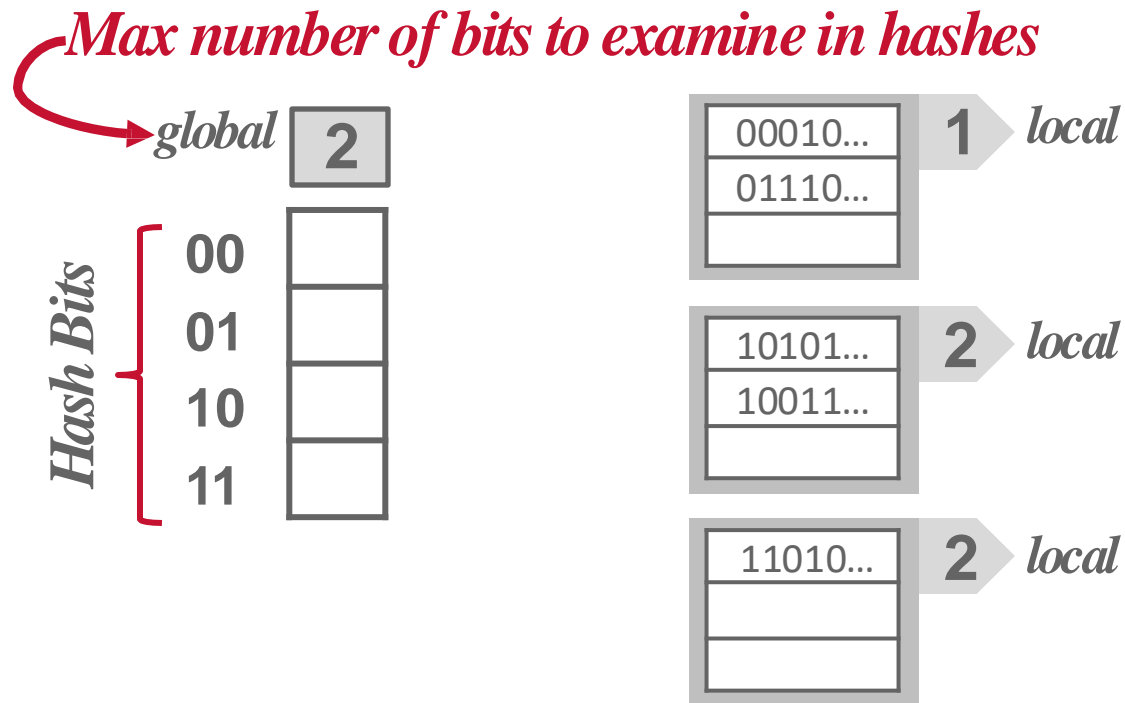 Max number of bits to examine in hashes
global 2
Hash Bits
00
01
10
11
00010...
01110...
1 local
10101...
10011...
2 local
11010...
2 local